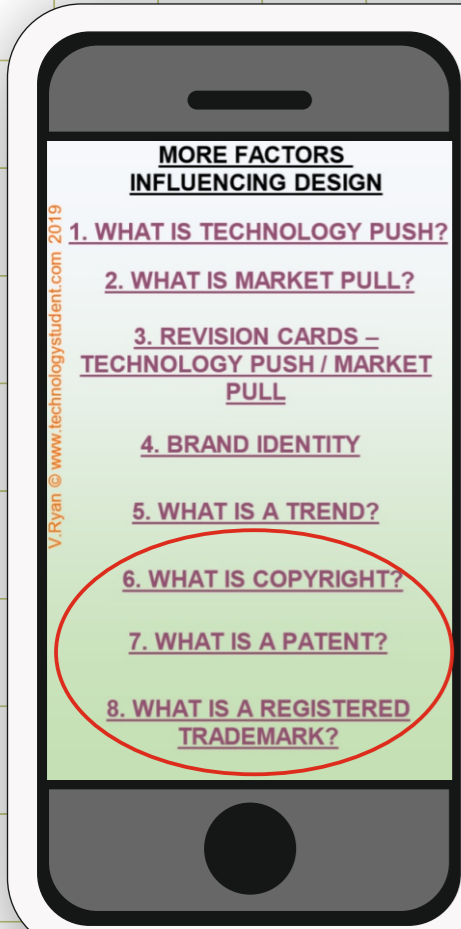 MORE FACTORS
INFLUENCING DESIGN
V.Ryan © www.technologystudent.com 2019
1. WHAT IS TECHNOLOGY PUSH?
2. WHAT IS MARKET PULL?
3. REVISION CARDS –
TECHNOLOGY PUSH / MARKET
PULL
4. BRAND IDENTITY
5. WHAT IS A TREND?
6. WHAT IS COPYRIGHT?
7. WHAT IS A PATENT?
8. WHAT IS A REGISTERED
TRADEMARK?